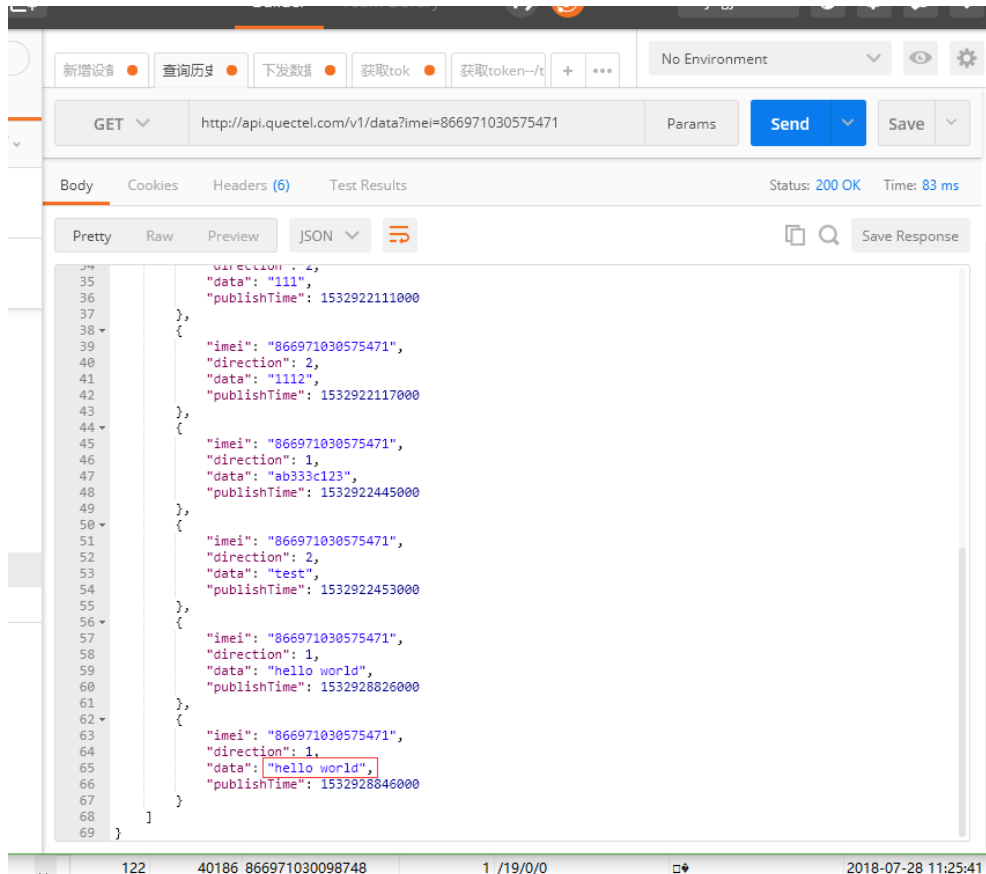 新增设备
查询历史
下发数据
获取tok
获取token--/t
+
•••
No Environment
GET
http://api.quectel.com/v1/data?imei=866971030575471
Params
Send
Save
Body
Cookies
Headers (6)
Test Results
Status: 200 OK
Time: 83 ms
Pretty
Raw
Preview
JSON
Save Response
34 "direction": 2,
35 "data": "111",
36 "publishTime": 1532922111000
37 },
38 {
39 "imei": "866971030575471",
40 "direction": 2,
41 "data": "1112",
42 "publishTime": 1532922117000
43 },
44 {
45 "imei": "866971030575471",
46 "direction": 1,
47 "data": "ab333c123",
48 "publishTime": 1532922445000
49 },
50 {
51 "imei": "866971030575471",
52 "direction": 2,
53 "data": "test",
54 "publishTime": 1532922453000
55 },
56 {
57 "imei": "866971030575471",
58 "direction": 1,
59 "data": "hello world",
60 "publishTime": 1532928826000
61 },
62 {
63 "imei": "866971030575471",
64 "direction": 1,
65 "data": "hello world",
66 "publishTime": 1532928846000
67 }
68 ]
69 }
122 40186 866971030098748 1 /19/0/0 □� 2018-07-28 11:25:41